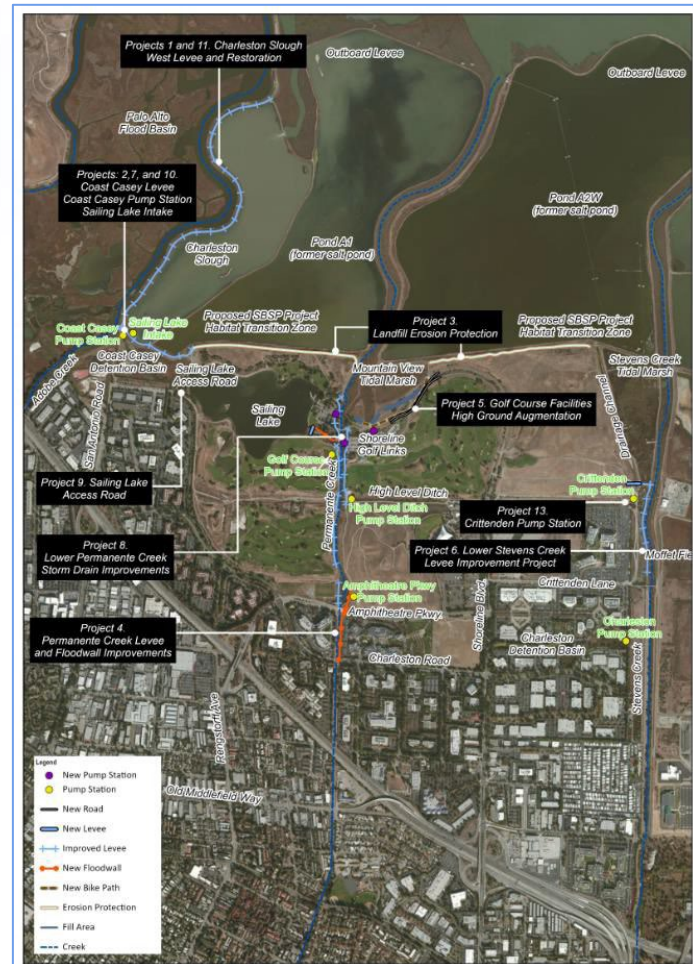 Projects 1 and 11. Charleston Slough
West Levee and Restoration
Outboard Levee
Outboard Levee
Palo Alto
Flood Basin
Projects: 2,7, and 10.
Coast Casey Levee
Coast Casey Pump Station
Sailing Lake Intake
Pond A1
(former salt pond)
Pond A2W
(former salt pond)
Charleston
Slough
Coast Casey
Pump Station
Sailing Lake
Intake
Proposed SBSP Project
Habitat Transition Zone
Project 3.
Landfill Erosion Protection
Proposed SBSP Project
Habitat Transition Zone
Coast Casey
Detention Basin
Adobe Creek
San Antonio Road
Sailing Lake
Access Road
Mountain View
Tidal Marsh
Stevens Creek
Tidal Marsh
Drainage Channel
Project 5. Golf Course Facilities
High Ground Augmentation
Sailing
Lake
Shoreline
Golf Links
Golf Course
Pump Station
Project 9. Sailing Lake
Access Road
Permanente Creek
High Level Ditch
High Level Ditch
Pump Station
Crittenden
Pump Station
Project 13.
Crittenden Pump Station
Project 8.
Lower Permanente Creek
Storm Drain Improvements
Project 6. Lower Stevens Creek
Levee Improvement Project
Moffet Fie
Crittenden Lane
Amphitheatre Pkwy
Pump Station
Amphitheatre Pkwy
Shoreline Blvd.
Project 4.
Permanente Creek Levee
and Floodwall Improvements
Charleston
Detention Basin
Charleston
Pump Station
Charleston Road
Stevens Creek
Rengstorff Ave
Old Middlefield Way
Legend
New Pump Station
Pump Station
New Road
New Levee
Improved Levee
New Floodwall
New Bike Path
Erosion Protection
Fill Area
Creek